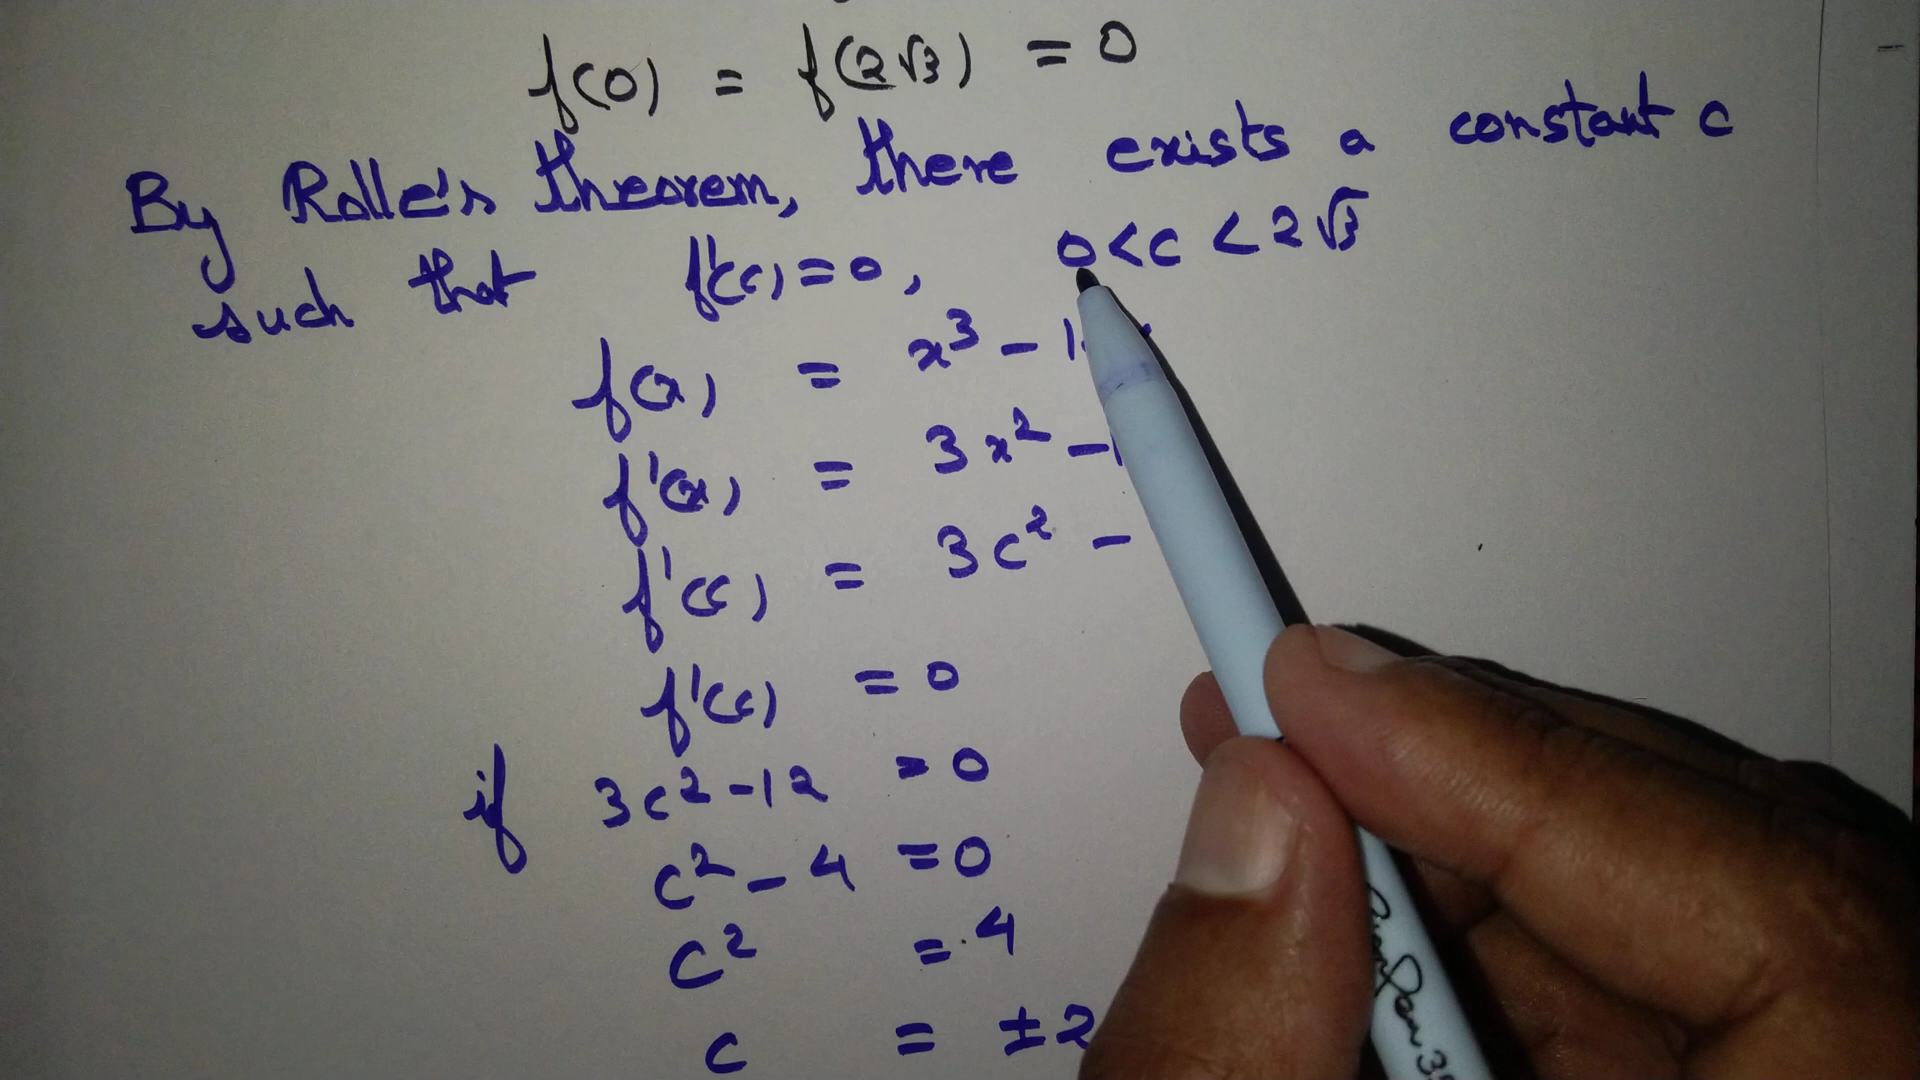 f(0) = f(2√3) = 0
By Rolle's theorem, there exists a constant c
such that f'(c) = 0, 0 < c < 2√3
f(x) = x³ - 1
f'(x) = 3x² - 1
f'(c) = 3c² -
f'(c) = 0
if 3c² - 12 = 0
c² - 4 = 0
c² = 4
c = ±2